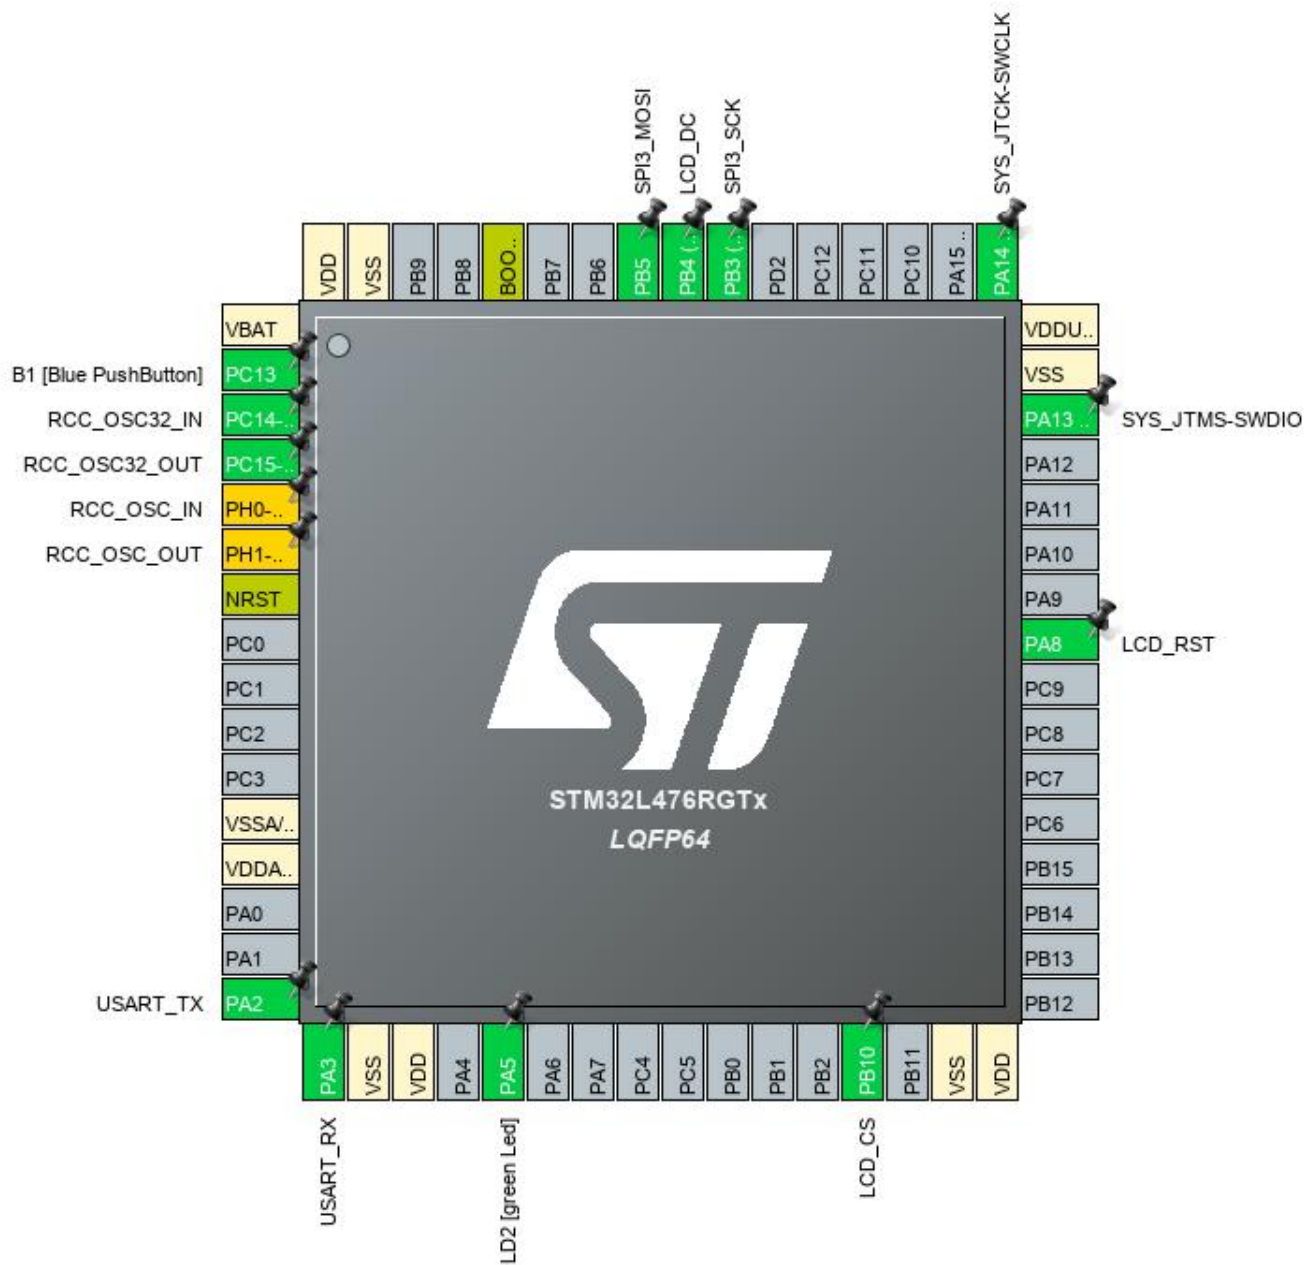 SPI3_MOSI
LCD_DC
SPI3_SCK
SYS_JTCK-SWCLK
VDD
VSS
PB9
PB8
BOO..
PB7
PB6
PB5
PB4 (..
PB3 (..
PD2
PC12
PC11
PC10
PA15 ..
PA14 ..
VBAT
B1 [Blue PushButton] PC13
RCC_OSC32_IN PC14-..
RCC_OSC32_OUT PC15-..
RCC_OSC_IN PH0-..
RCC_OSC_OUT PH1-..
NRST
PC0
PC1
PC2
PC3
VSSA/..
VDDA..
PA0
PA1
USART_TX PA2
ST
STM32L476RGTx
LQFP64
VDDU..
VSS
PA13 .. SYS_JTMS-SWDIO
PA12
PA11
PA10
PA9
PA8 LCD_RST
PC9
PC8
PC7
PC6
PB15
PB14
PB13
PB12
PA3
VSS
VDD
PA4
PA5
PA6
PA7
PC4
PC5
PB0
PB1
PB2
PB10
PB11
VSS
VDD
USART_RX
LD2 [green Led]
LCD_CS